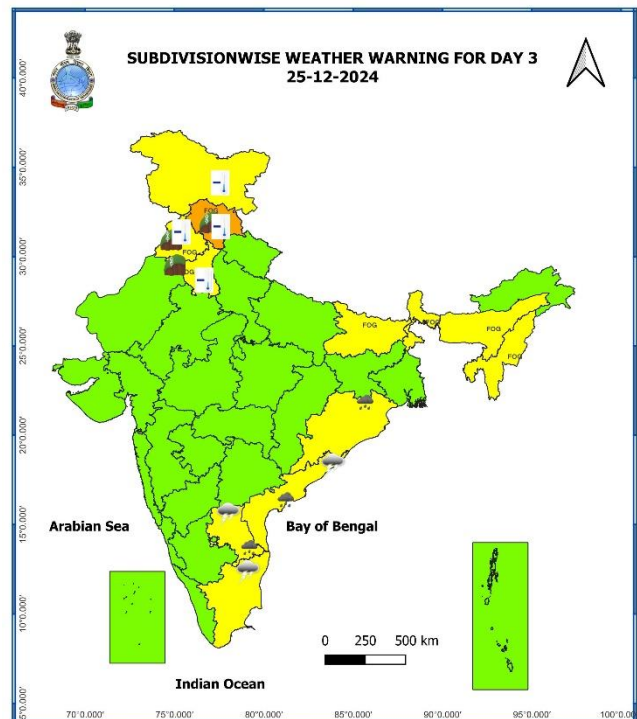 SUBDIVISIONWISE WEATHER WARNING FOR DAY 3
25-12-2024
40°0.000'
35°0.000'
30°0.000'
25°0.000'
20°0.000'
15°0.000'
10°0.000'
5°0.000'
FOG
FOG
FOG
FOG
FOG
FOG
Arabian Sea
Bay of Bengal
0 250 500 km
Indian Ocean
70°0.000' 75°0.000' 80°0.000' 85°0.000' 90°0.000' 95°0.000' 100°0.00